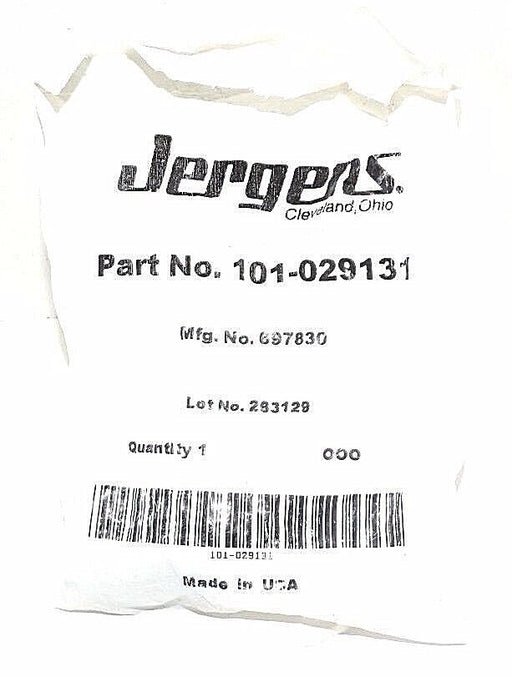 Jergens.
Cleveland, Ohio
Part No. 101-029131
Mfg. No. 697830
Lot No. 283129
Quantity 1 000
101-029131
Made in USA